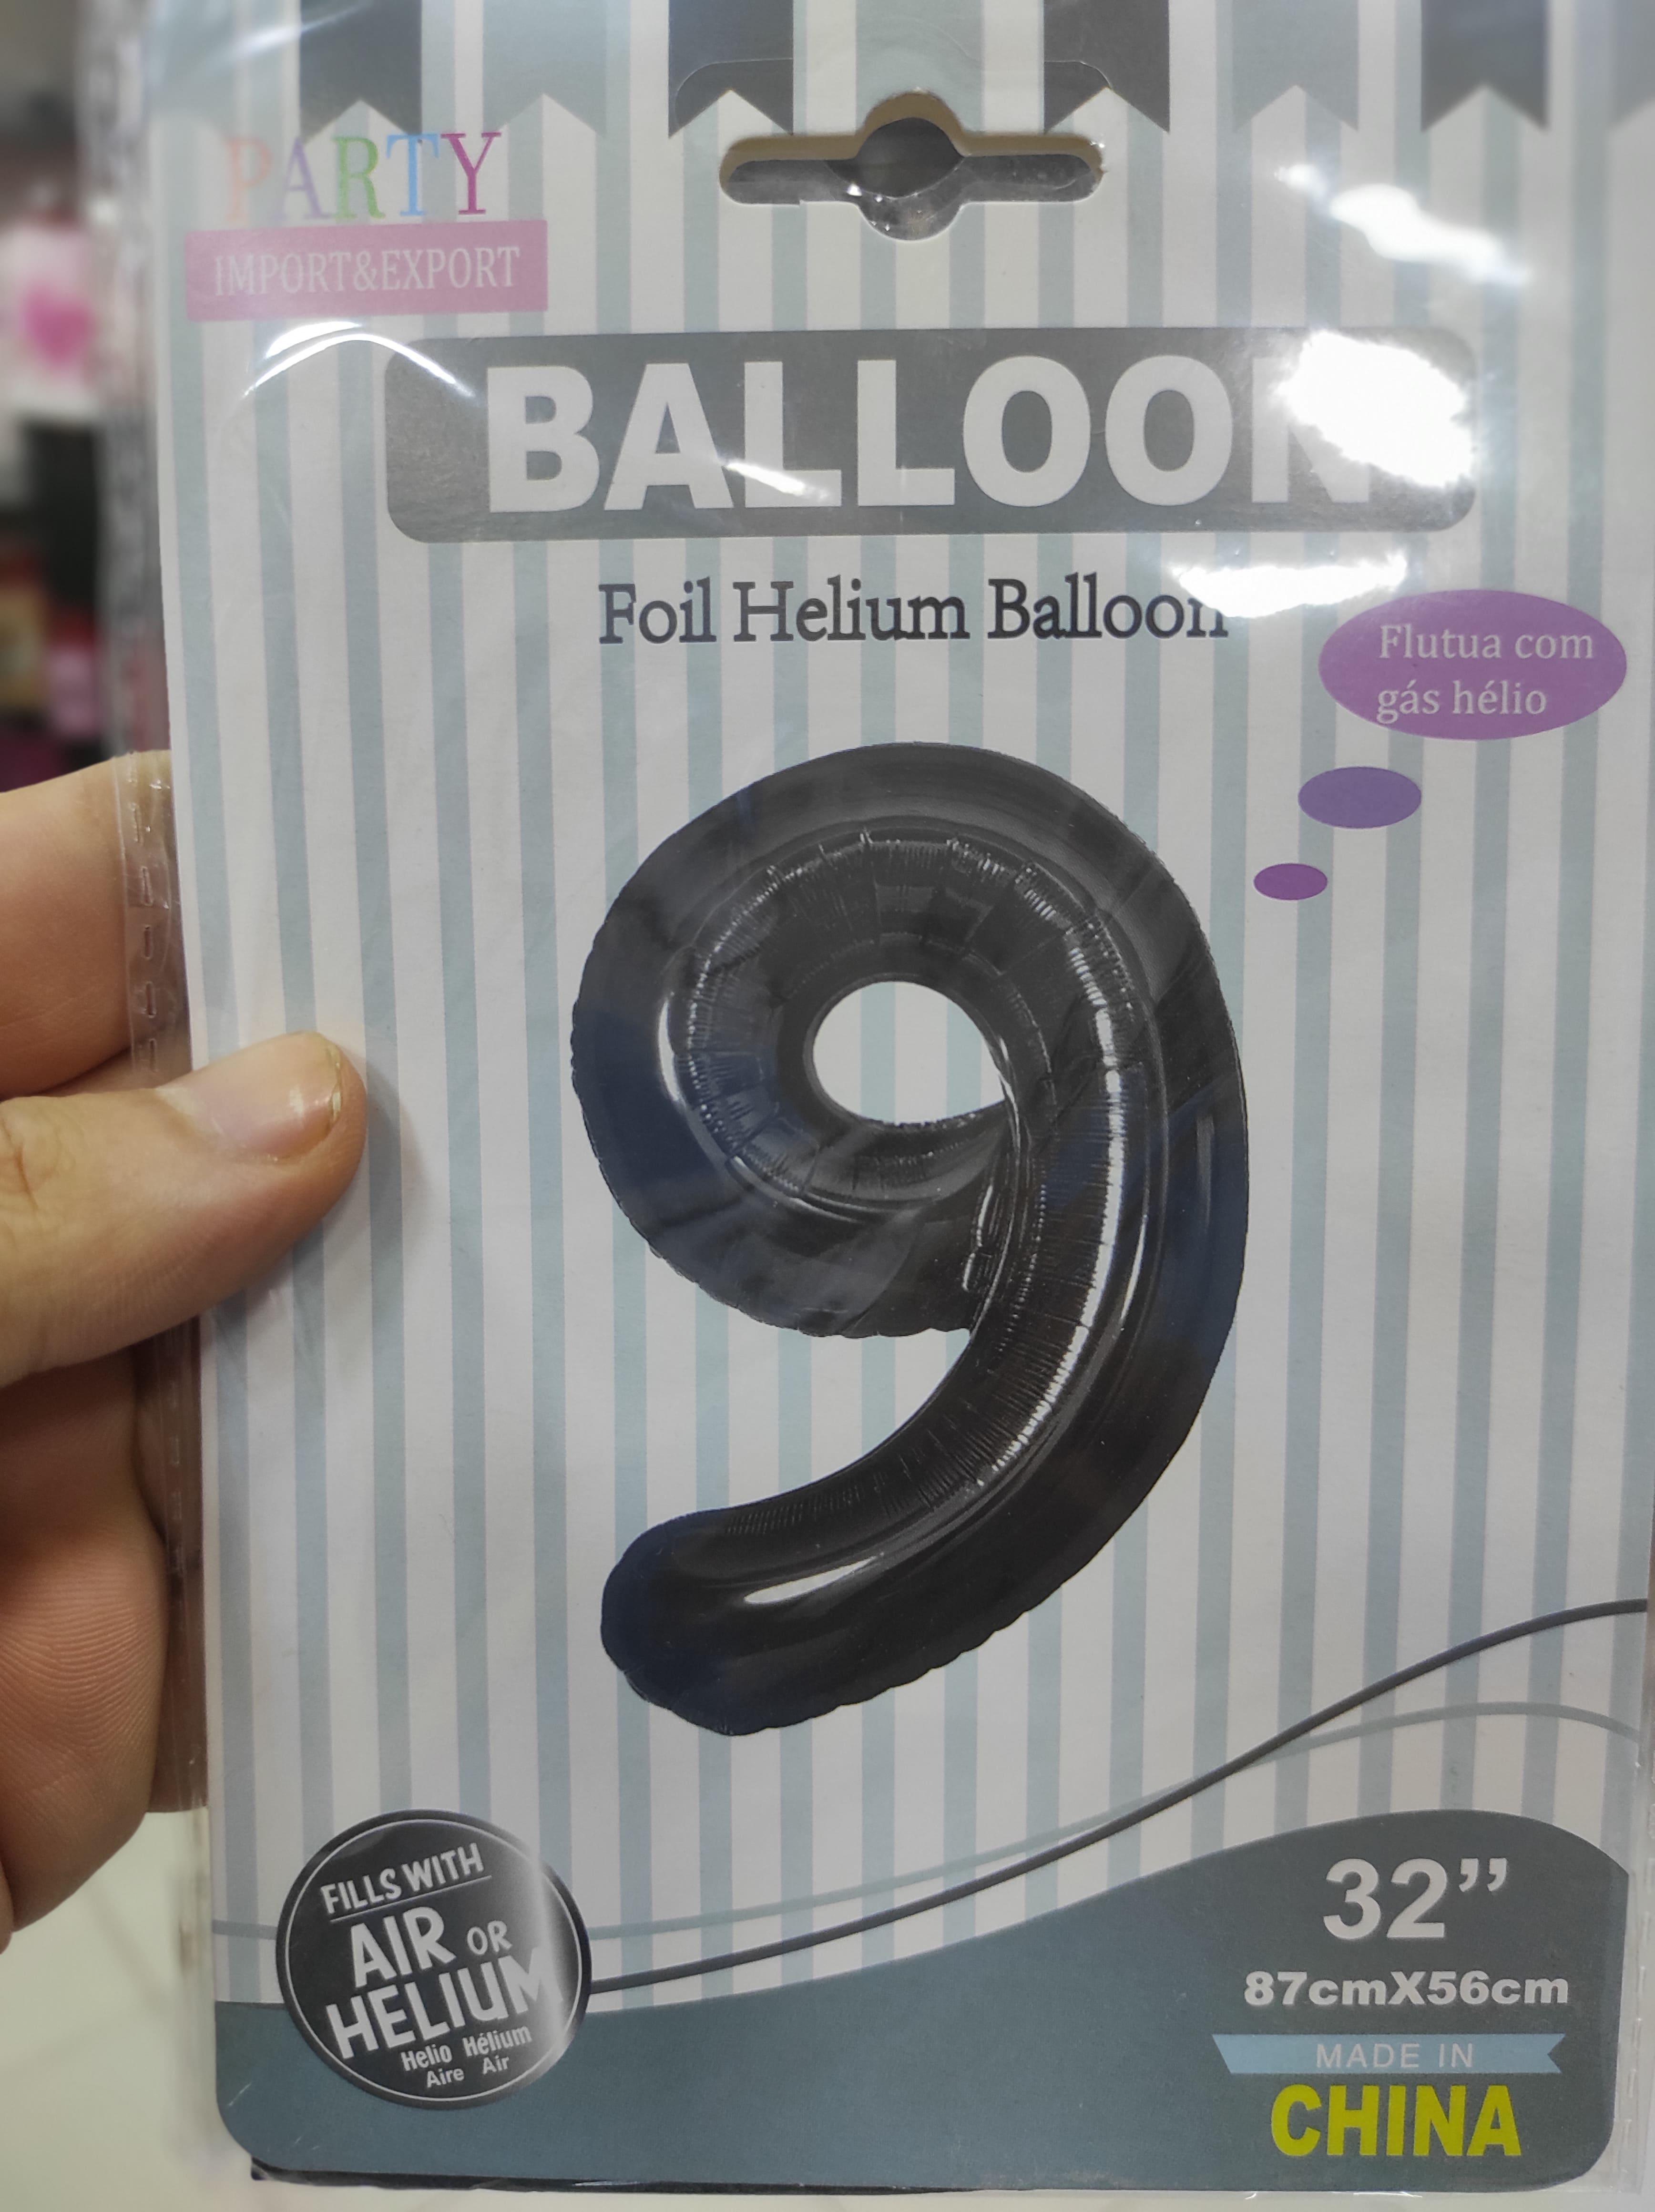 PARTY
IMPORT&EXPORT
BALLOON
Foil Helium Balloon
Flutua com
gás hélio
9
FILLS WITH
AIR OR
HELIUM
Helio Hélium
Aire Air
32”
87cmX56cm
MADE IN
CHINA